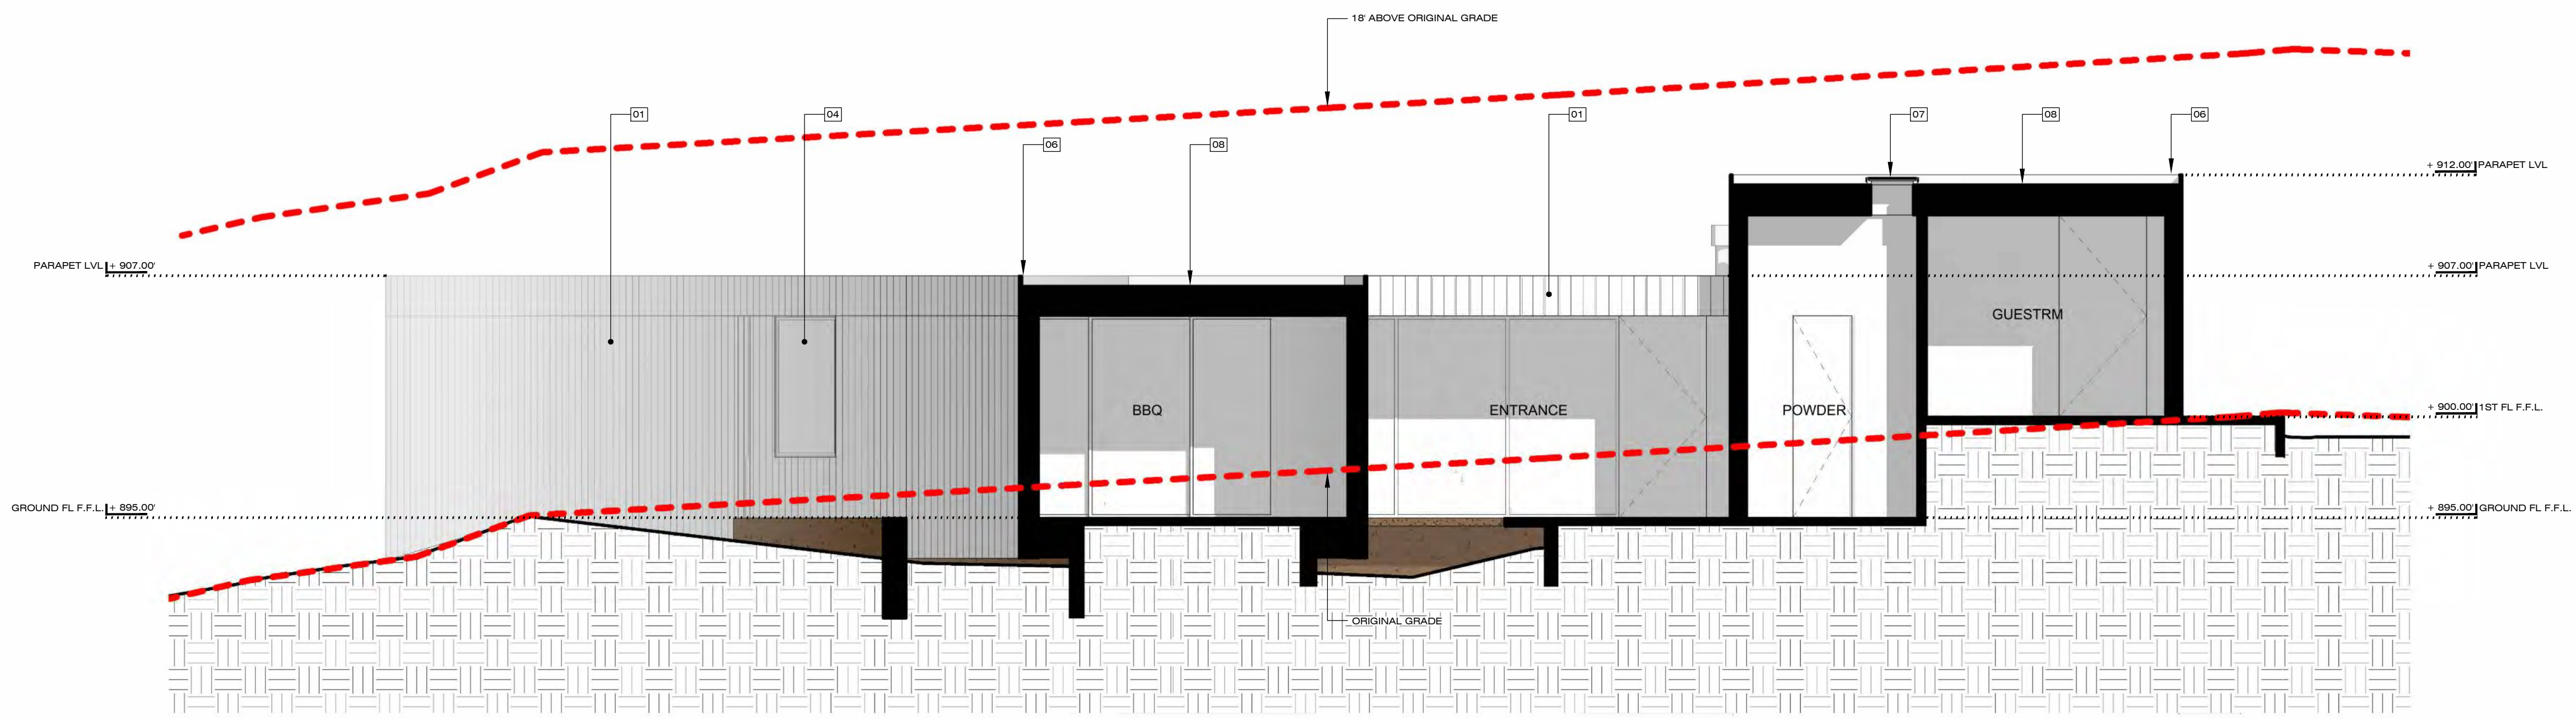 18' ABOVE ORIGINAL GRADE
01
04
01
07
08
06
06
08
+ 912.00' PARAPET LVL
PARAPET LVL + 907.00'
+ 907.00' PARAPET LVL
GUESTRM
BBQ
ENTRANCE
POWDER
+ 900.00' 1ST FL F.F.L.
GROUND FL F.F.L. + 895.00'
+ 895.00' GROUND FL F.F.L.
ORIGINAL GRADE